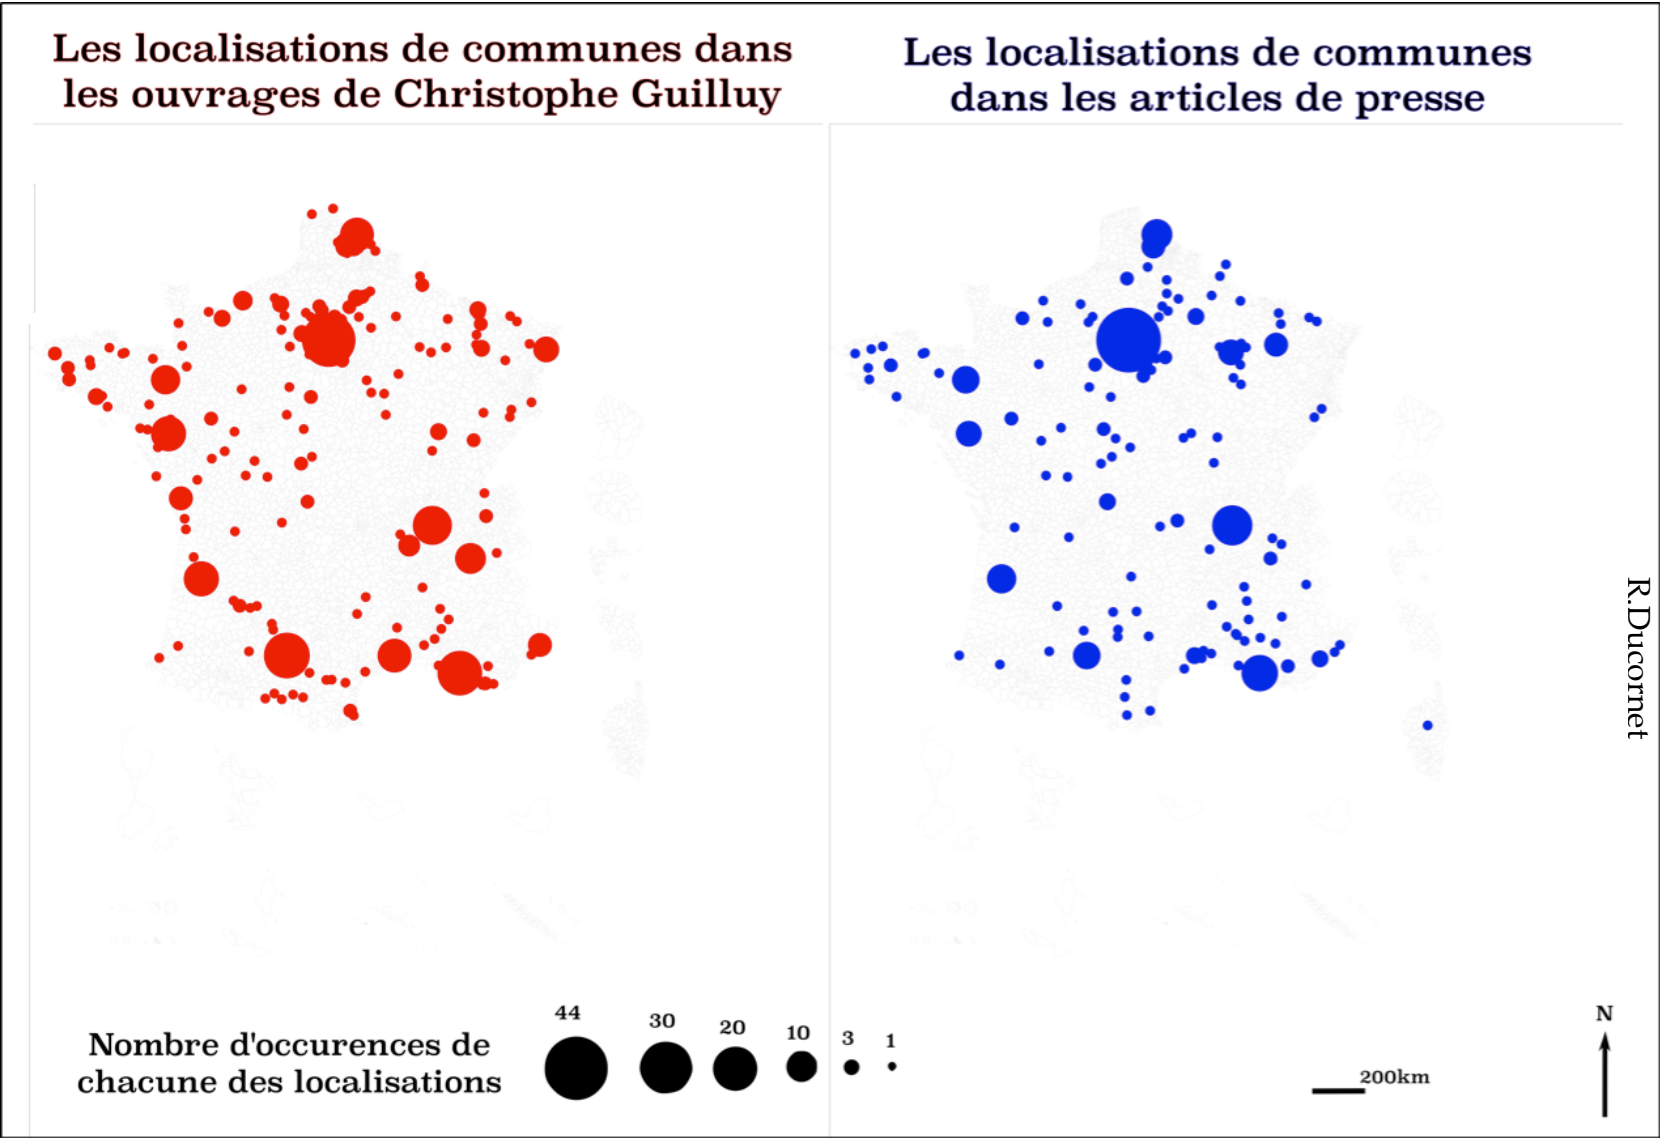 Les localisations de communes dans
les ouvrages de Christophe Guilluy
Les localisations de communes
dans les articles de presse
R.Ducornet
Nombre d'occurences de
chacune des localisations
44
30
20
10
3
1
200km
N